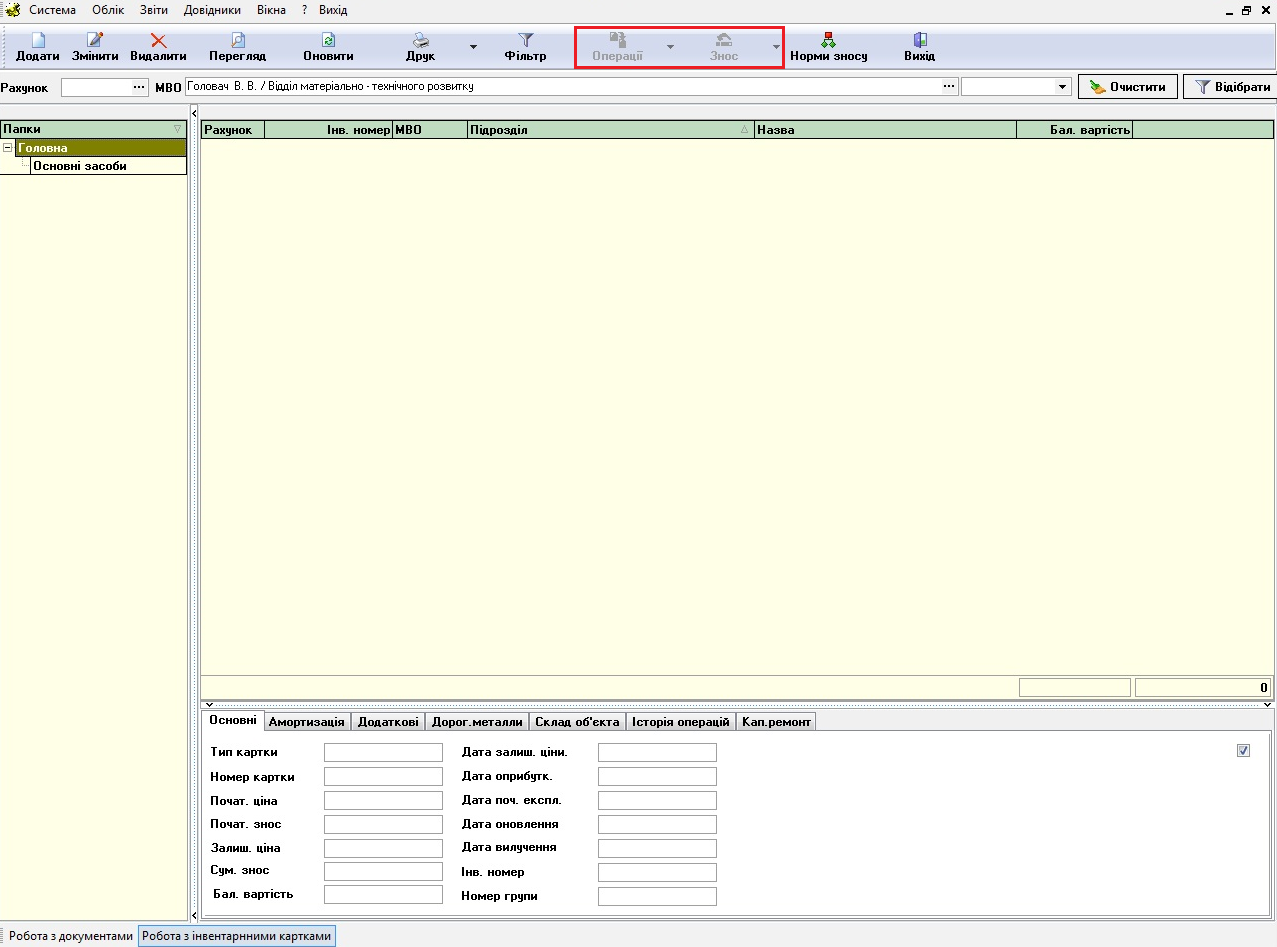 Система Облік Звіти Довідники Вікна ? Вихід
Додати Змінити Видалити Перегляд Оновити Друк Фільтр Операції Знос Норми зносу Вихід
Рахунок ... МВО Головач В. В. / Відділ матеріально - технічного розвитку ... Очистити Відібрати
Папки
Головна
Основні засоби
Рахунок Інв. номер МВО Підрозділ Назва Бал. вартість
0
Основні Амортизація Додаткові Дорог.металли Склад об'єкта Історія операцій Кап.ремонт
Тип картки Дата залиш. ціни.
Номер картки Дата оприбутк.
Почат. ціна Дата поч. експл.
Почат. знос Дата оновлення
Залиш. ціна Дата вилучення
Сум. знос Інв. номер
Бал. вартість Номер групи
Робота з документами Робота з інвентарнними картками